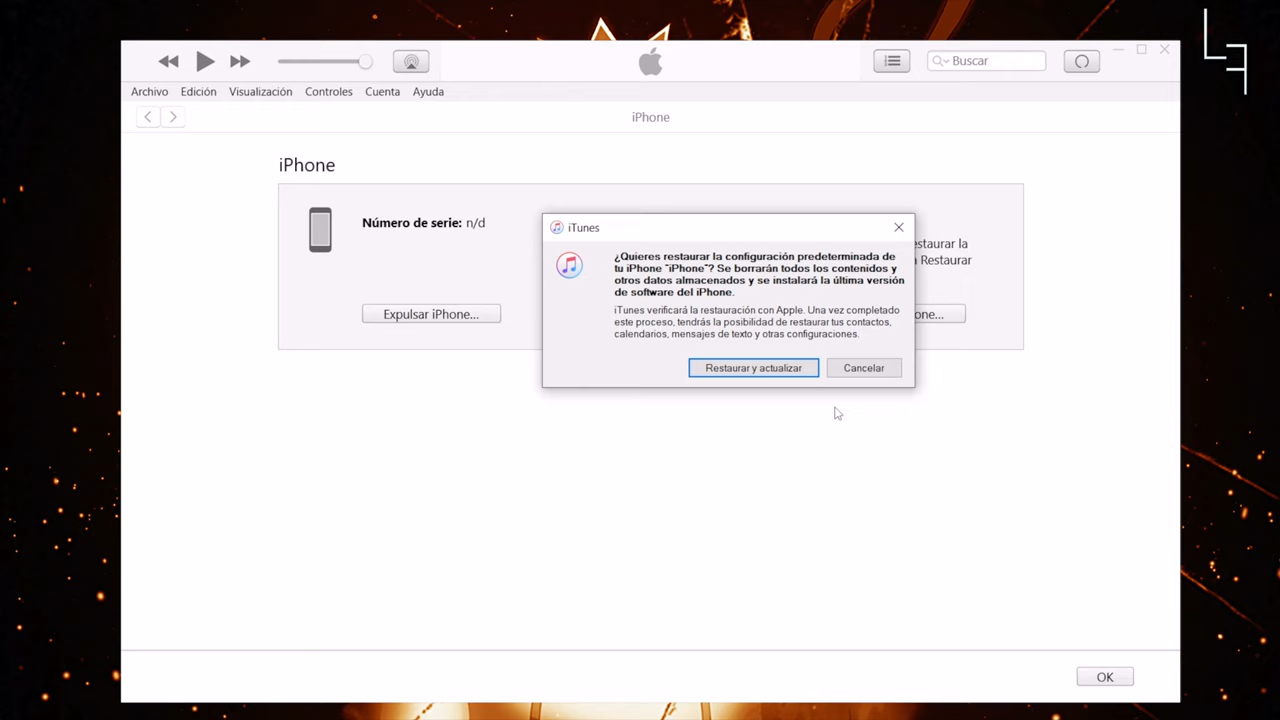 Buscar
Archivo Edición Visualización Controles Cuenta Ayuda
iPhone
iPhone
Número de serie: n/d
iTunes
¿Quieres restaurar la configuración predeterminada de
tu iPhone "iPhone"? Se borrarán todos los contenidos y
otros datos almacenados y se instalará la última versión
de software del iPhone.
iTunes verificará la restauración con Apple. Una vez completado
este proceso, tendrás la posibilidad de restaurar tus contactos,
calendarios, mensajes de texto y otras configuraciones.
Restaurar y actualizar Cancelar
estaurar la
Restaurar
Expulsar iPhone...
one...
OK